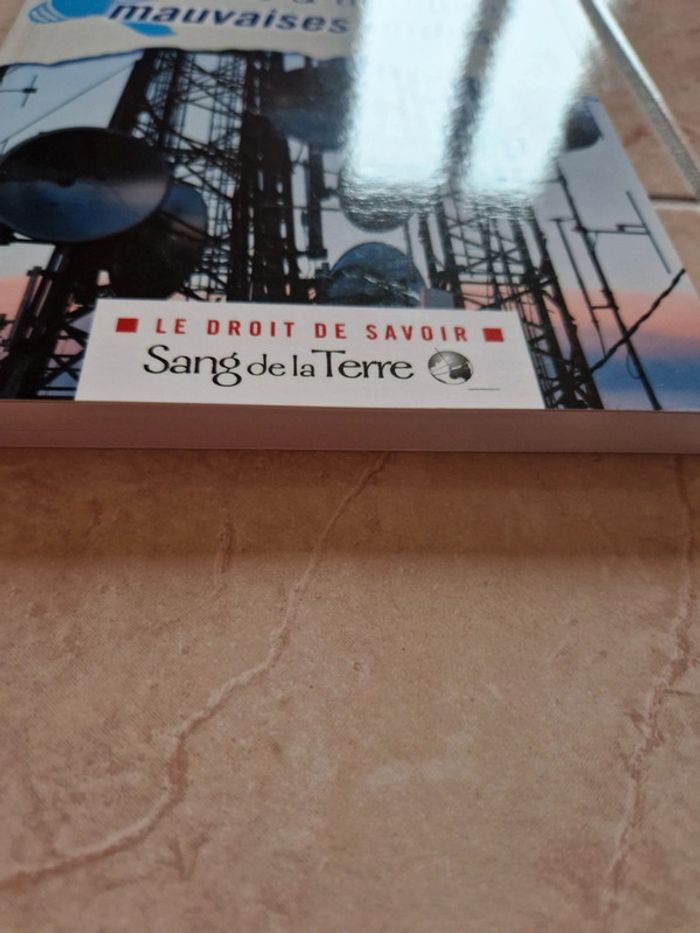 mauvaises
LE DROIT DE SAVOIR
Sang de la Terre